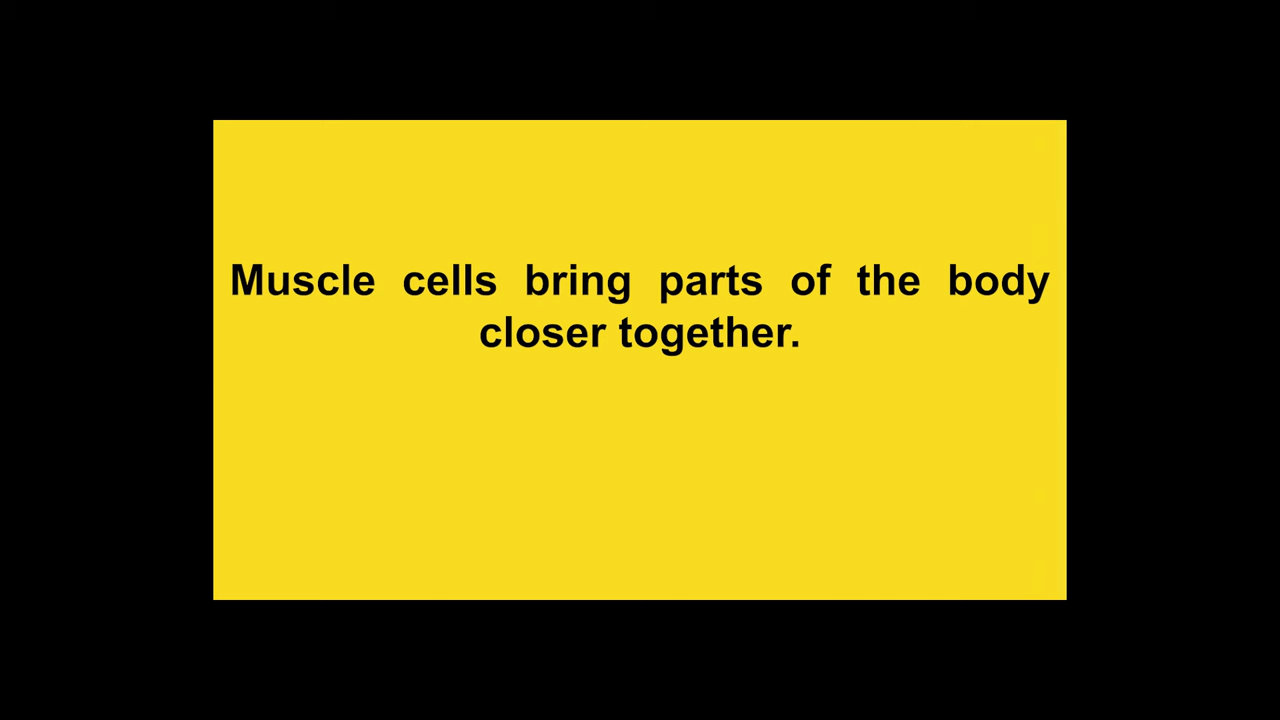 Muscle cells bring parts of the body
closer together.